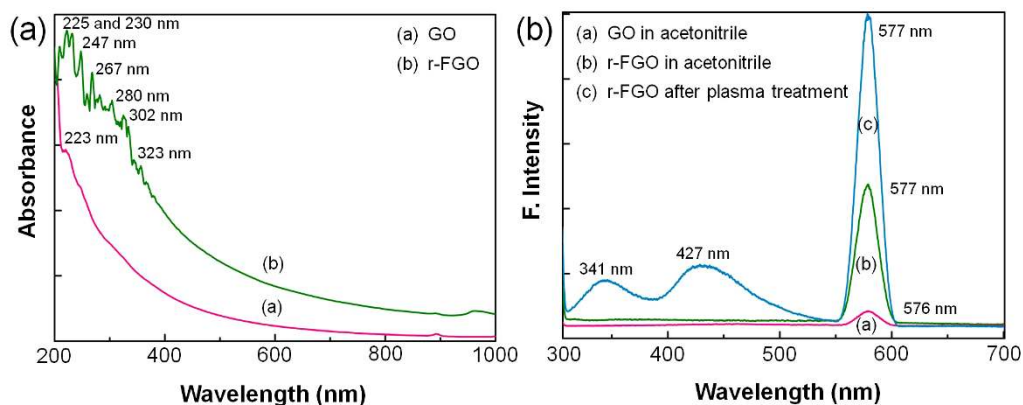 (a)
225 and 230 nm
247 nm
267 nm
280 nm
302 nm
223 nm
323 nm
(a) GO
(b) r-FGO
(b)
(a)
Absorbance
200 400 600 800 1000
Wavelength (nm)
(b)
(a) GO in acetonitrile
(b) r-FGO in acetonitrile
(c) r-FGO after plasma treatment
577 nm
(c)
577 nm
341 nm
427 nm
(b)
576 nm
(a)
F. Intensity
300 400 500 600 700
Wavelength (nm)